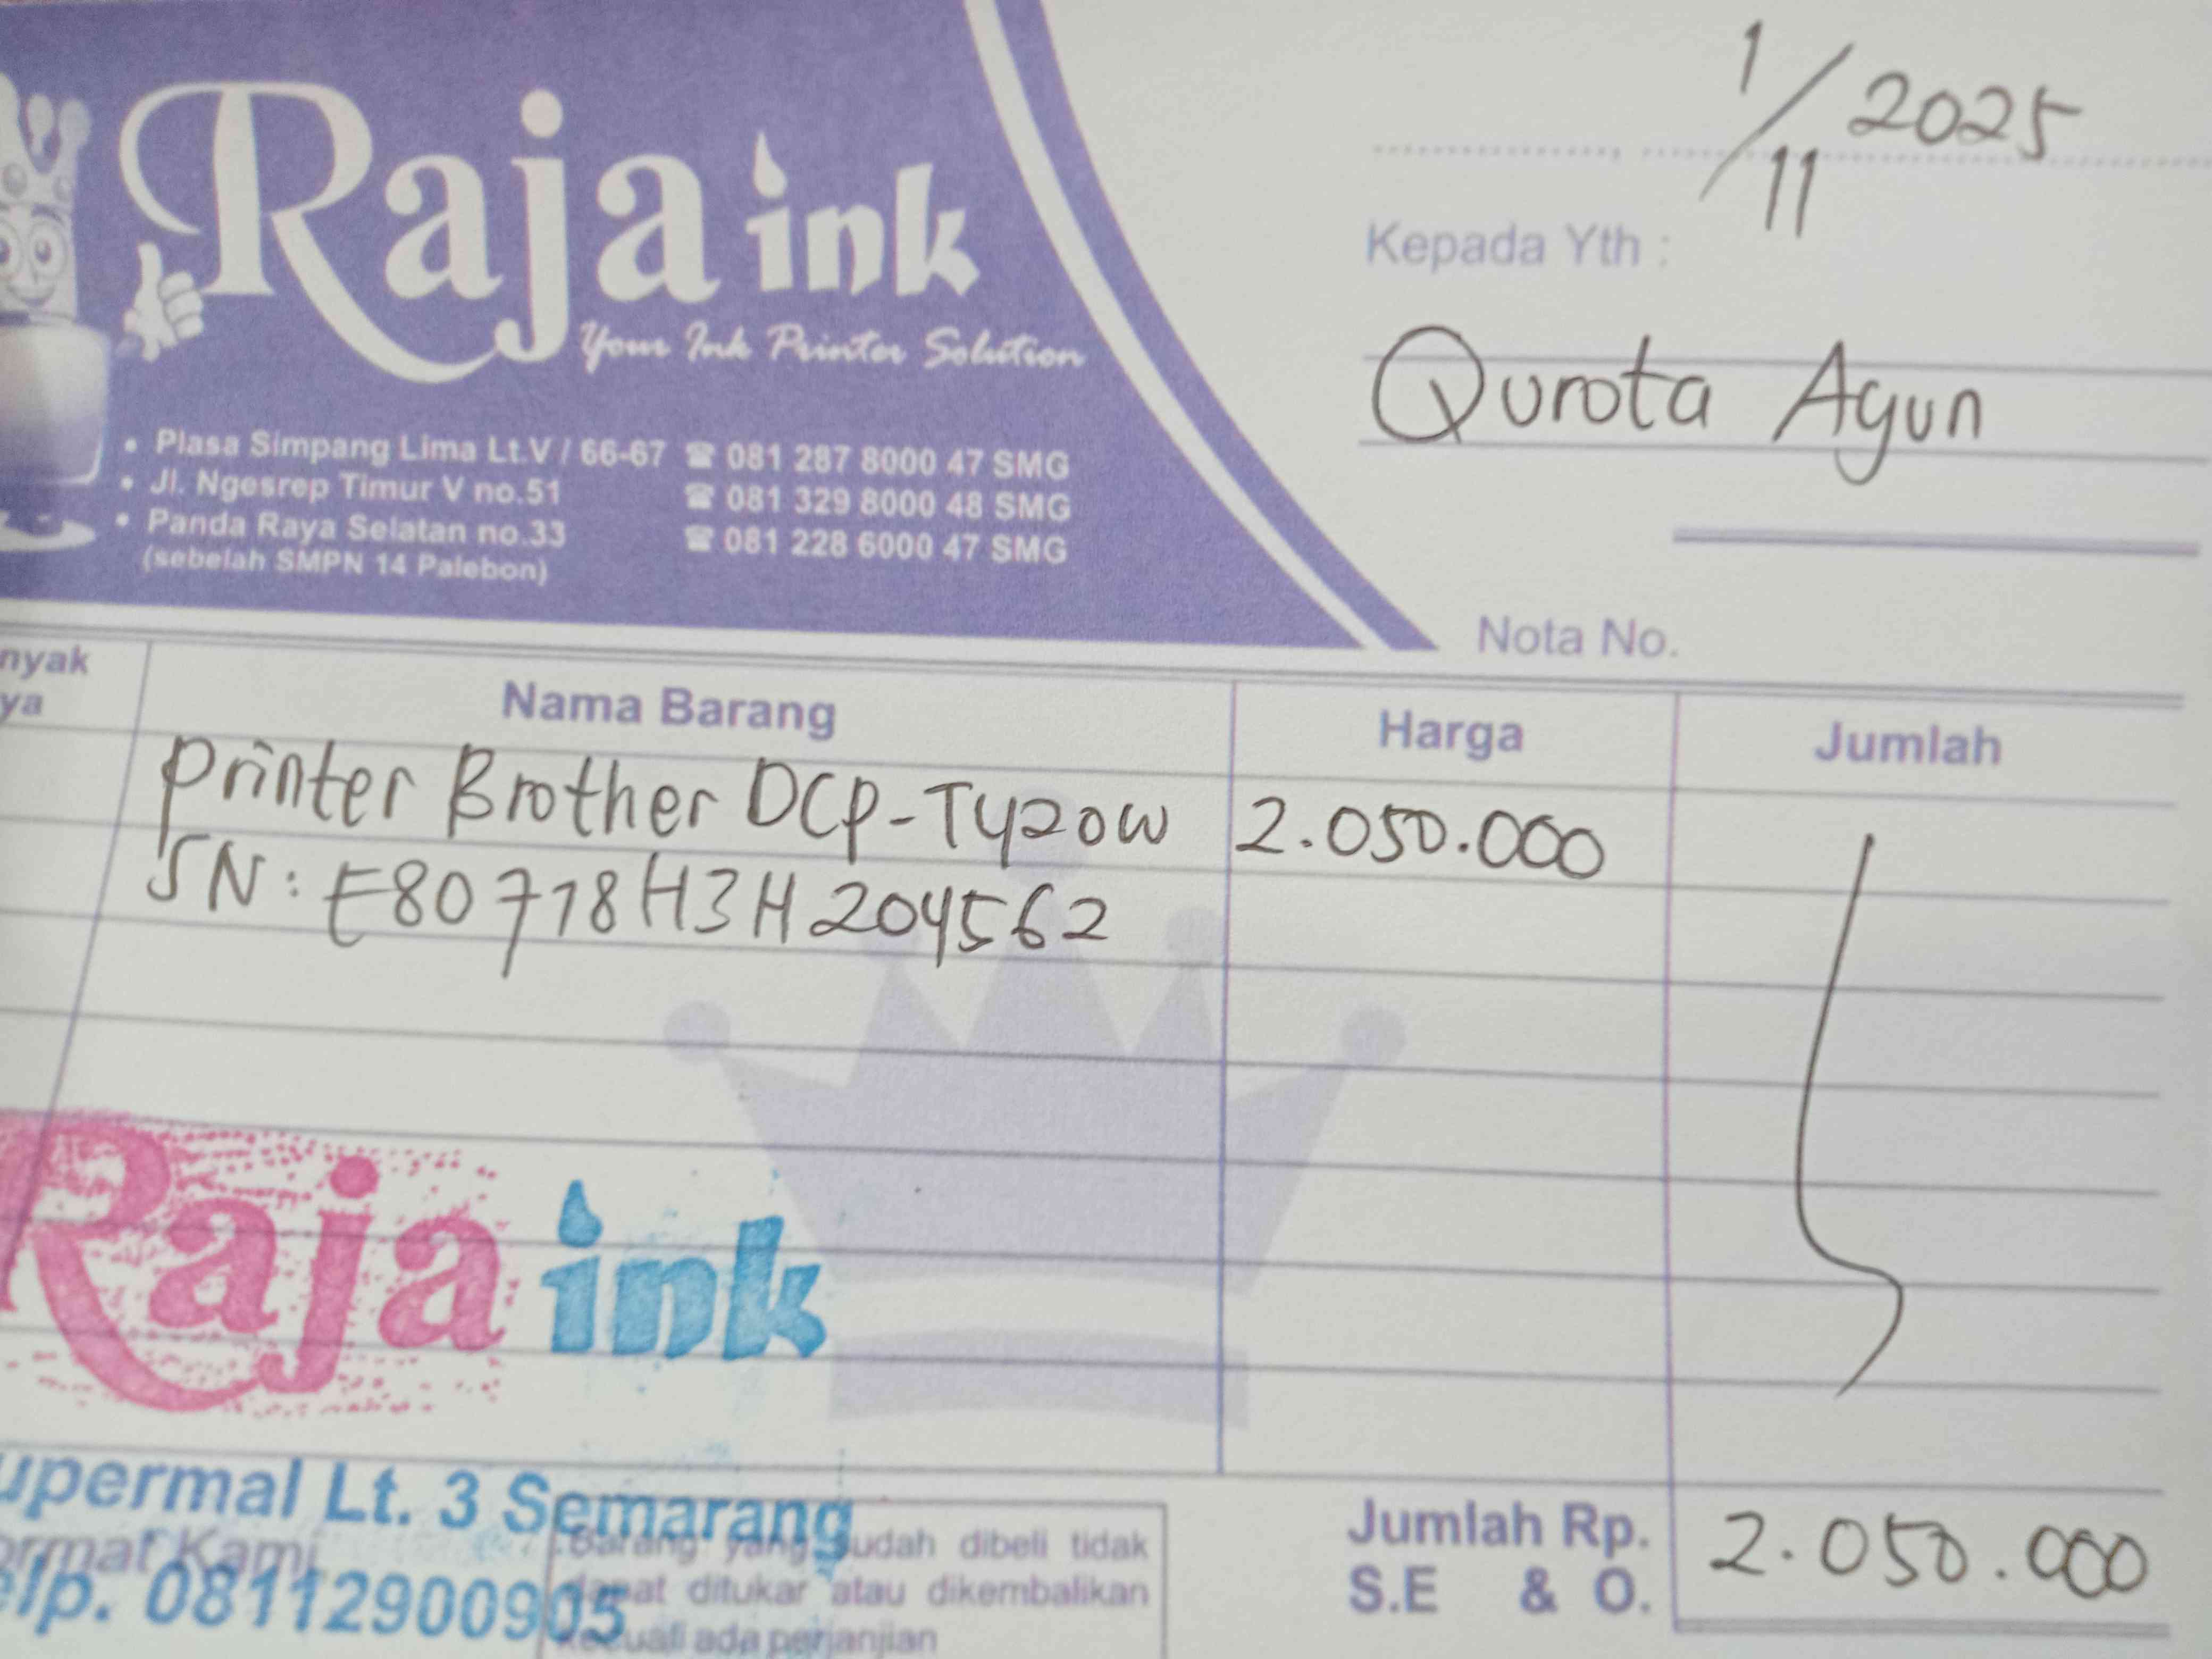 Raja ink
Your Ink Printer Solution
• Plasa Simpang Lima Lt.V / 66-67 ☎ 081 287 8000 47 SMG
• Jl. Ngesrep Timur V no.51 ☎ 081 329 8000 48 SMG
• Panda Raya Selatan no.33 ☎ 081 228 6000 47 SMG
(sebelah SMPN 14 Palebon)
1/11 2025
Kepada Yth :
Qurota Ayun
Nota No.
nyak
ya
Nama Barang Harga Jumlah
Printer Brother DCP-T420W 2.050.000
SN: E80718H3H204562
Raja ink
upermal Lt. 3 Semarang
ormat Kami
elp. 08112900905
Barang yang sudah dibeli tidak
dapat ditukar atau dikembalikan
kecuali ada perjanjian
Jumlah Rp. 2.050.000
S.E & O.